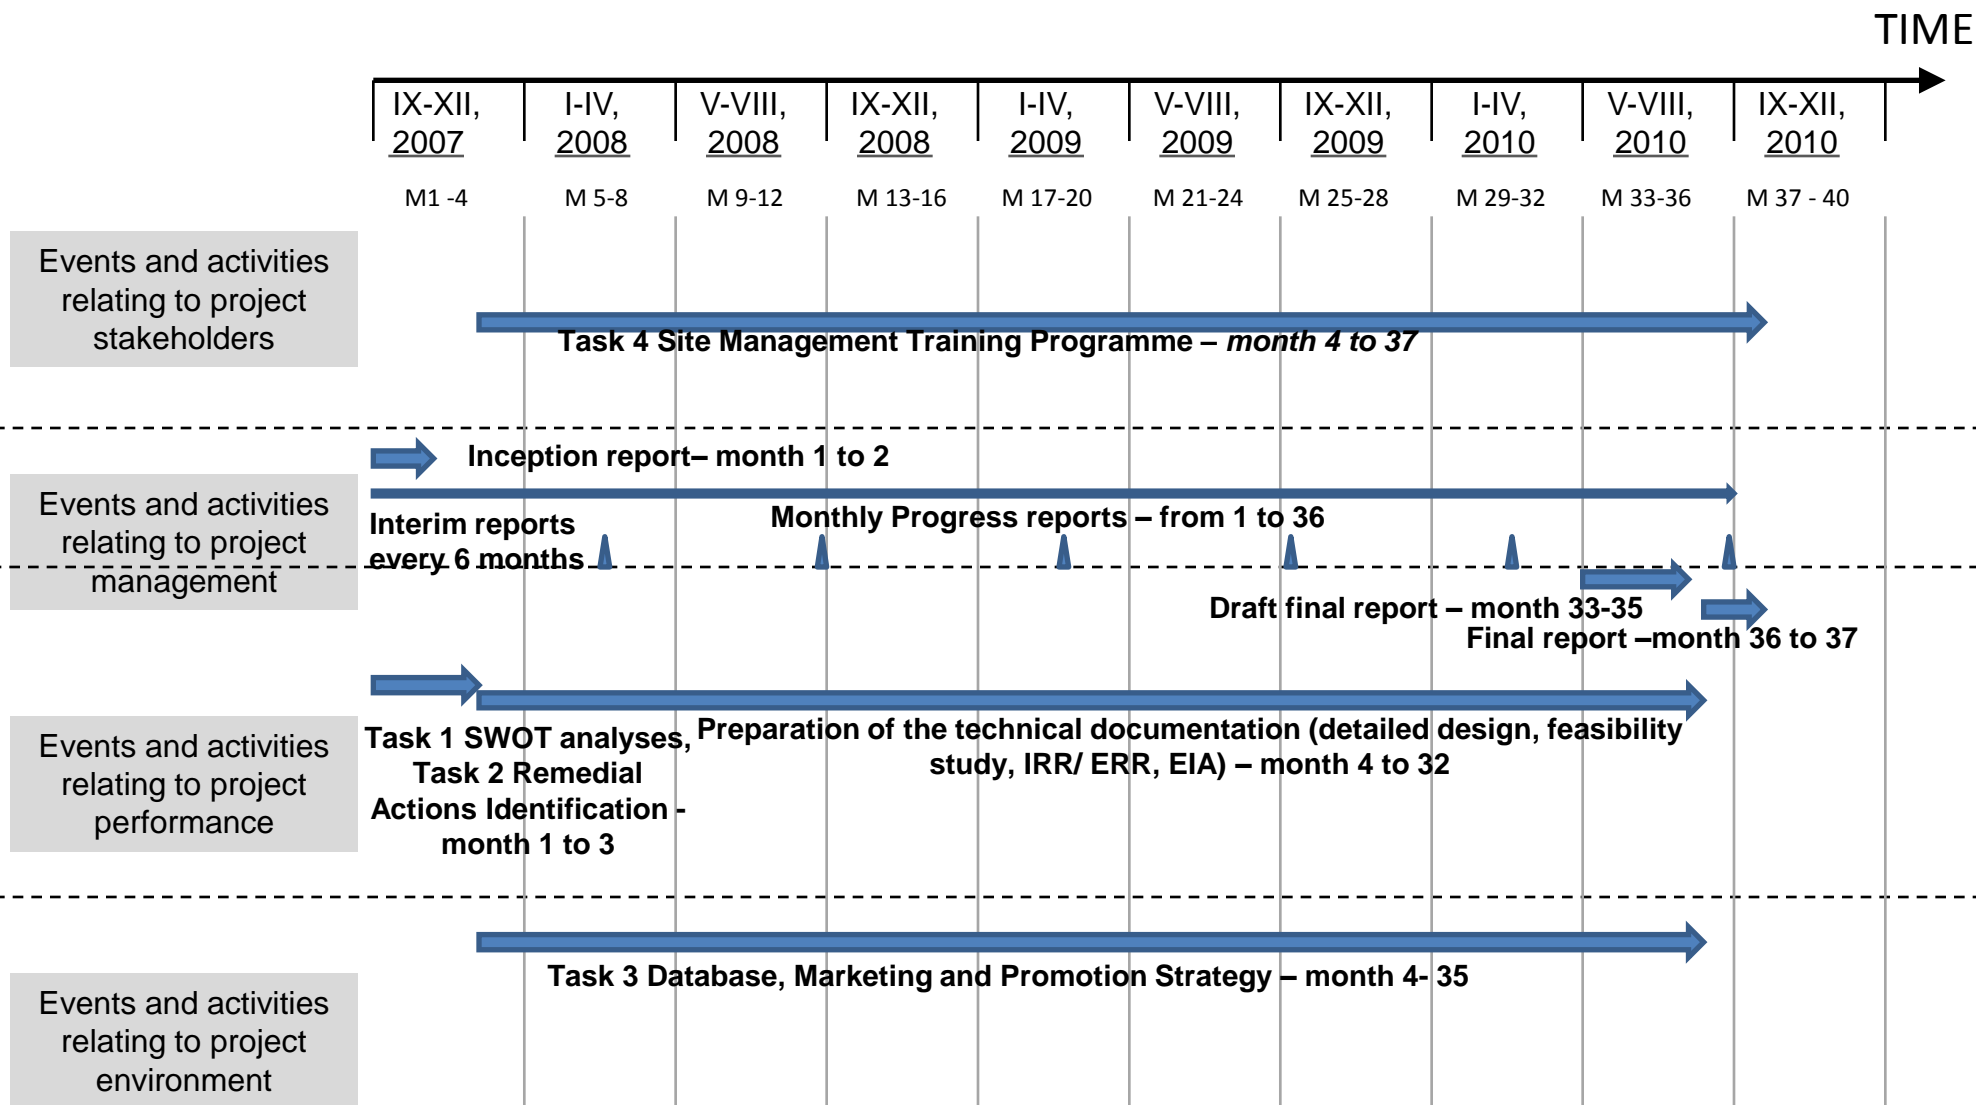 TIME
IX-XII,
2007
I-IV,
2008
V-VIII,
2008
IX-XII,
2008
I-IV,
2009
V-VIII,
2009
IX-XII,
2009
I-IV,
2010
V-VIII,
2010
IX-XII,
2010
M1 -4
M 5-8
M 9-12
M 13-16
M 17-20
M 21-24
M 25-28
M 29-32
M 33-36
M 37 - 40
Events and activities
relating to project
stakeholders
Task 4 Site Management Training Programme – month 4 to 37
Events and activities
relating to project
management
Inception report– month 1 to 2
Monthly Progress reports – from 1 to 36
Interim reports
every 6 months
Draft final report – month 33-35
Final report –month 36 to 37
Events and activities
relating to project
performance
Task 1 SWOT analyses,
Task 2 Remedial
Actions Identification -
month 1 to 3
Preparation of the technical documentation (detailed design, feasibility
study, IRR/ ERR, EIA) – month 4 to 32
Events and activities
relating to project
environment
Task 3 Database, Marketing and Promotion Strategy – month 4- 35